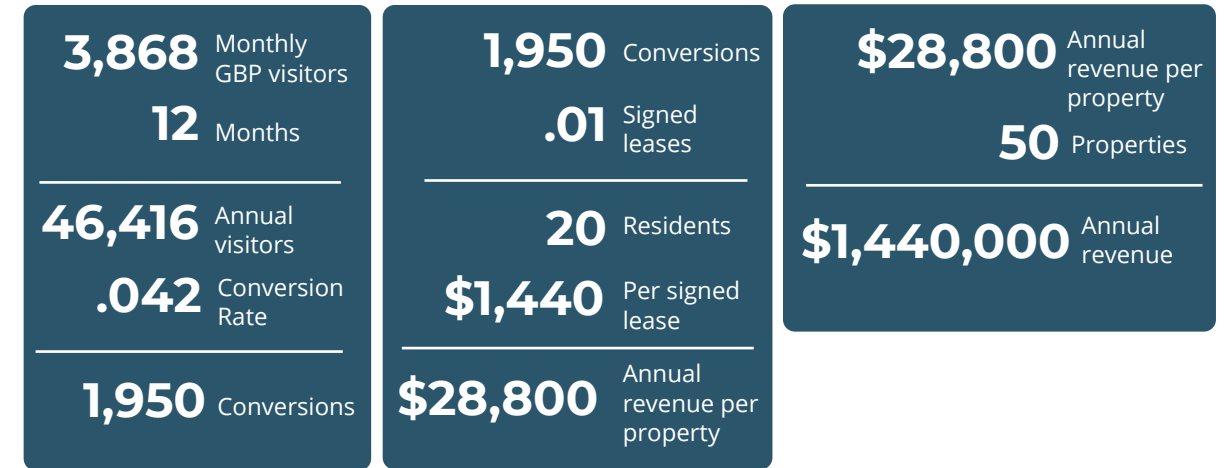 3,868 Monthly
GBP visitors
12 Months
46,416 Annual
visitors
.042 Conversion
Rate
1,950 Conversions
1,950 Conversions
.01 Signed
leases
20 Residents
$1,440 Per signed
lease
$28,800 Annual
revenue per
property
$28,800 Annual
revenue per
property
50 Properties
$1,440,000 Annual
revenue